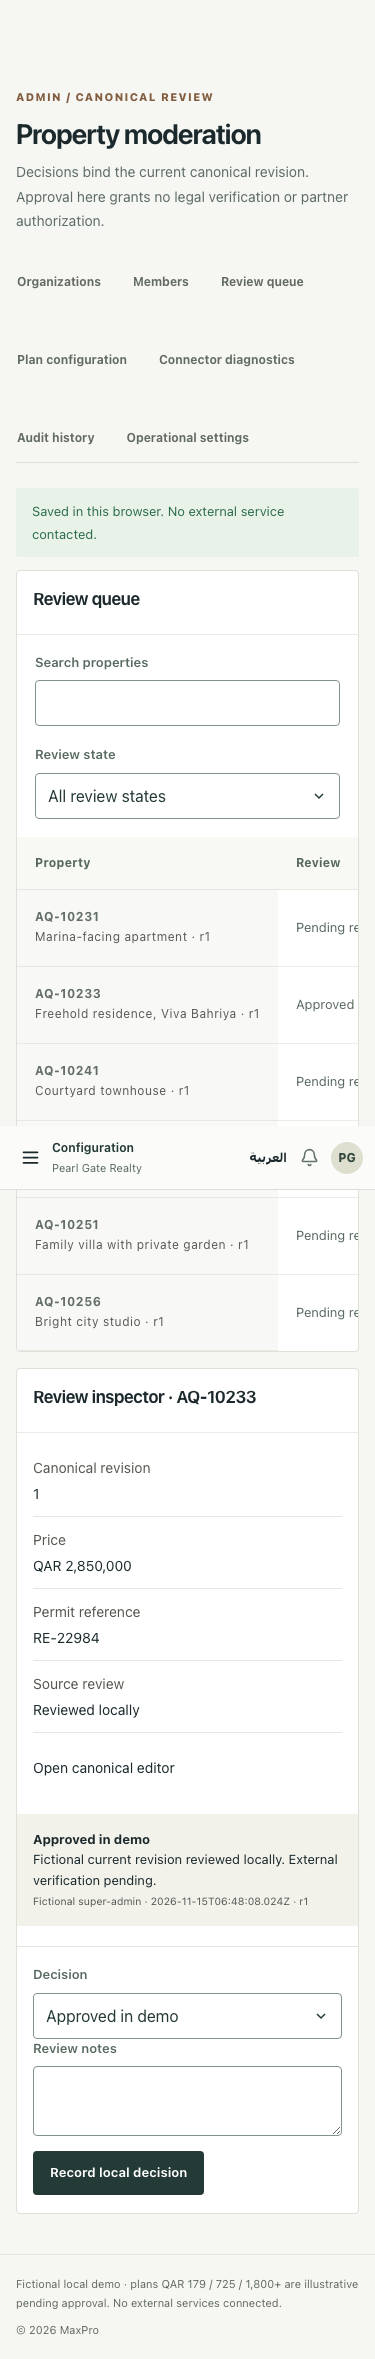 ADMIN / CANONICAL REVIEW
Property moderation
Decisions bind the current canonical revision.
Approval here grants no legal verification or partner
authorization.
Organizations Members Review queue
Plan configuration Connector diagnostics
Audit history Operational settings
Saved in this browser. No external service
contacted.
Review queue
Search properties
Review state
All review states
Property Review
AQ-10231
Marina-facing apartment · r1
Pending re
AQ-10233
Freehold residence, Viva Bahriya · r1
Approved
AQ-10241
Courtyard townhouse · r1
Pending re
Configuration
Pearl Gate Realty
العربية
PG
AQ-10251
Family villa with private garden · r1
Pending re
AQ-10256
Bright city studio · r1
Pending re
Review inspector · AQ-10233
Canonical revision
1
Price
QAR 2,850,000
Permit reference
RE-22984
Source review
Reviewed locally
Open canonical editor
Approved in demo
Fictional current revision reviewed locally. External
verification pending.
Fictional super-admin · 2026-11-15T06:48:08.024Z · r1
Decision
Approved in demo
Review notes
Record local decision
Fictional local demo · plans QAR 179 / 725 / 1,800+ are illustrative
pending approval. No external services connected.
© 2026 MaxPro